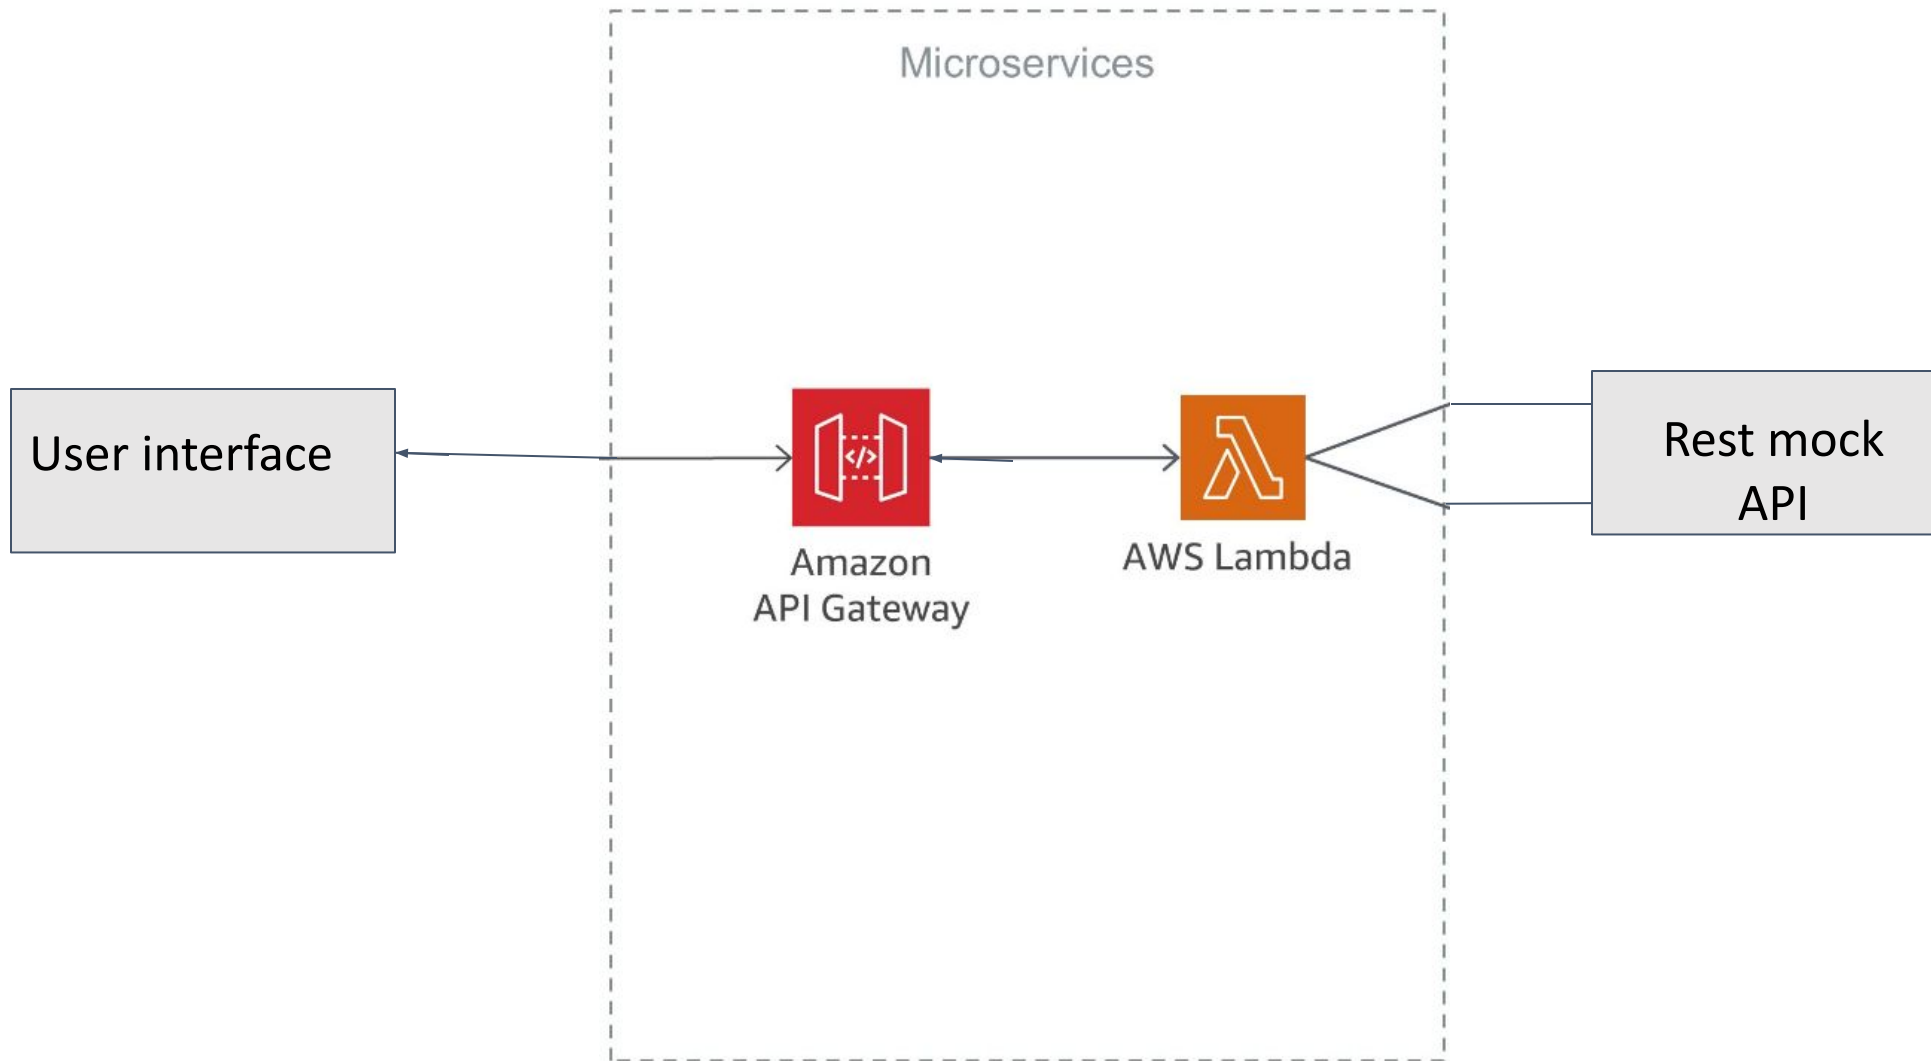 Microservices
User interface
</>
Amazon
API Gateway
AWS Lambda
Rest mock
API